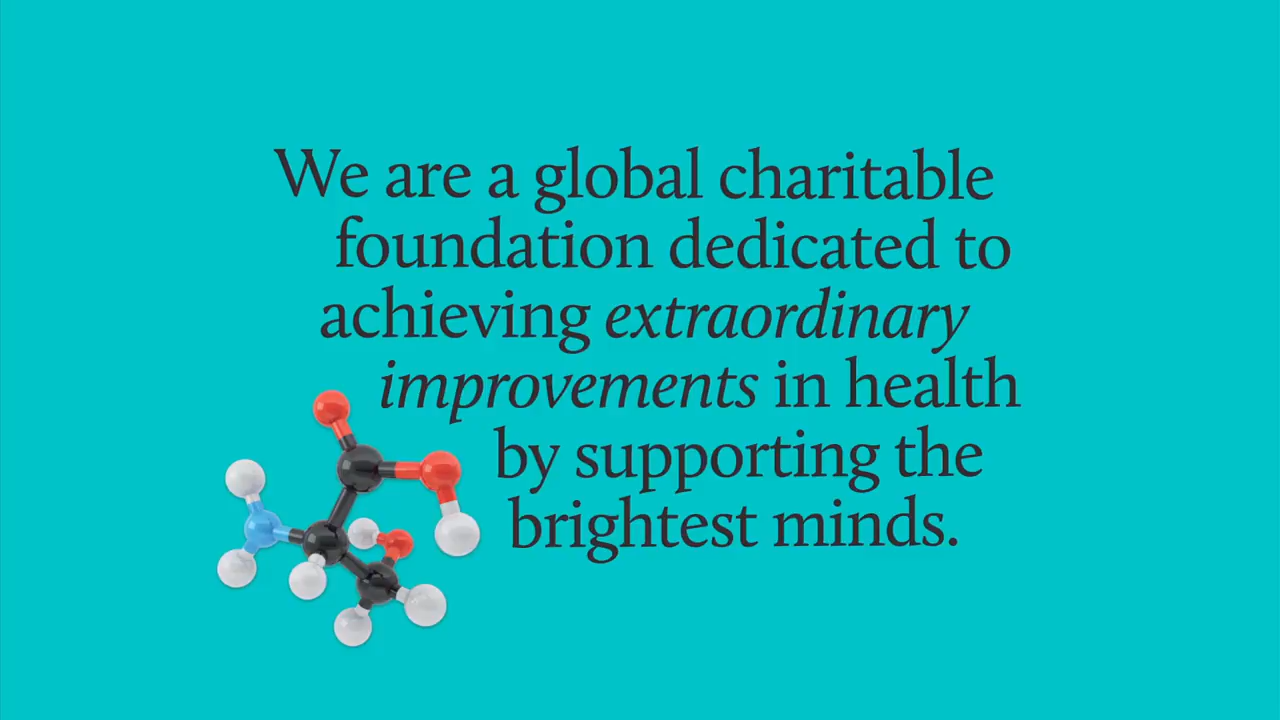 We are a global charitable
foundation dedicated to
achieving extraordinary
improvements in health
by supporting the
brightest minds.